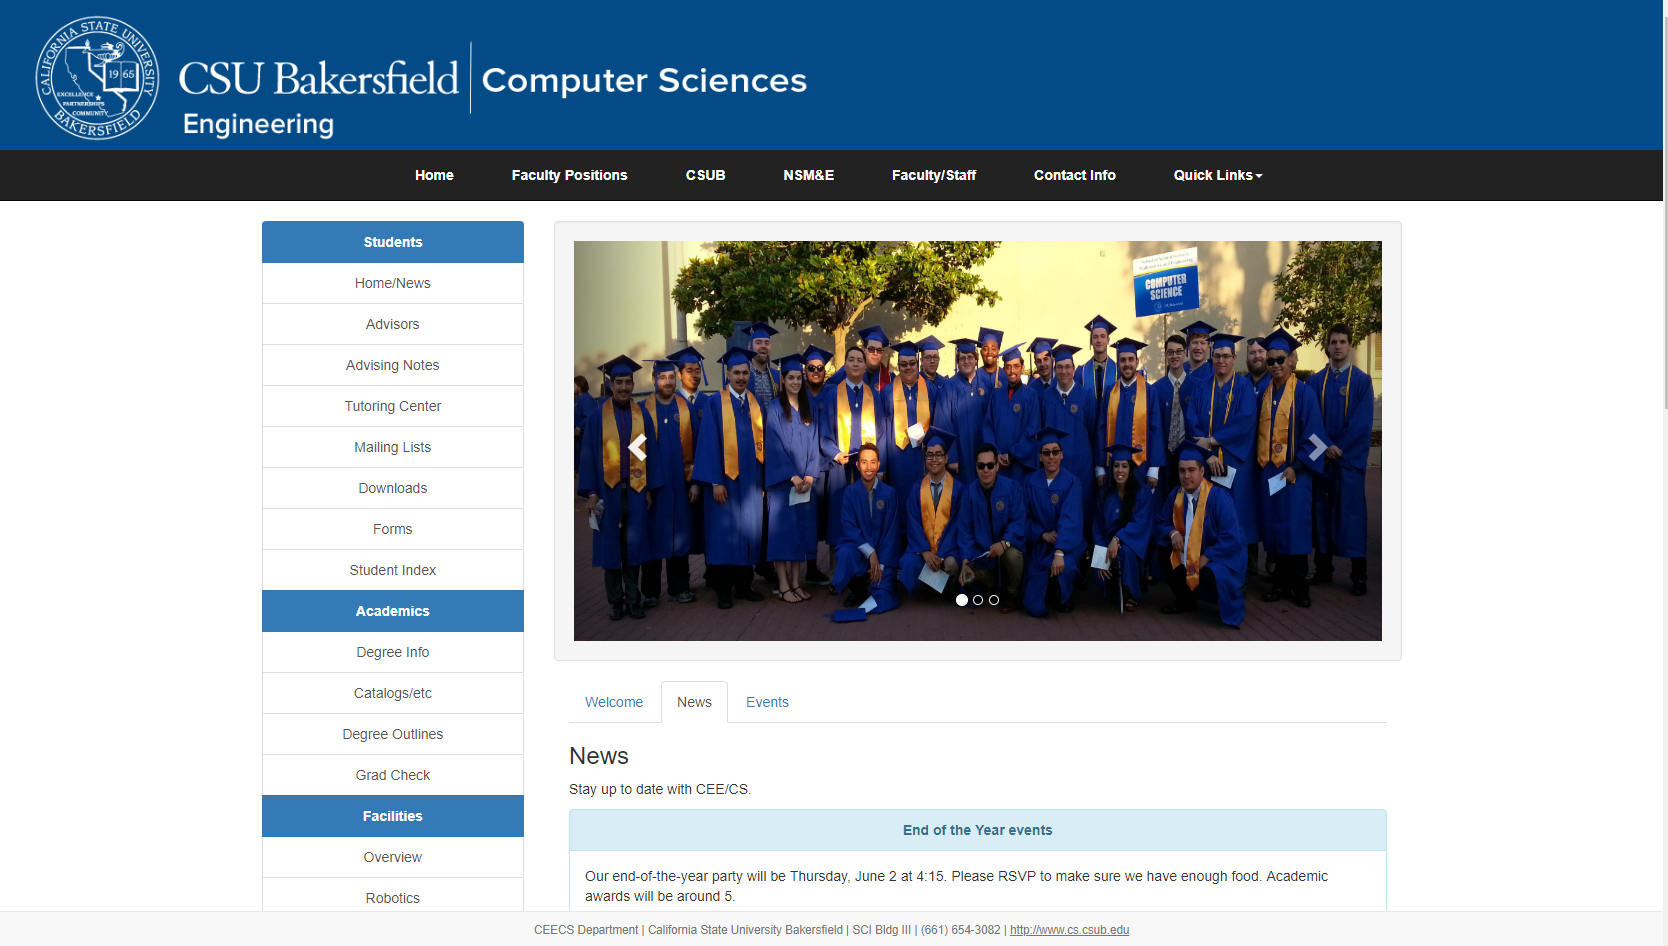 CALIFORNIA STATE UNIVERSITY
19 65
EXCELLENCE
PARTNERSHIPS
COMMUNITY
BAKERSFIELD
CSU Bakersfield
Computer Sciences
Engineering
Home Faculty Positions CSUB NSM&E Faculty/Staff Contact Info Quick Links
Students
Home/News
Advisors
Advising Notes
Tutoring Center
Mailing Lists
Downloads
Forms
Student Index
Academics
Degree Info
Catalogs/etc
Degree Outlines
Grad Check
Facilities
Overview
Robotics
COMPUTER
SCIENCE
Welcome News Events
News
Stay up to date with CEE/CS.
End of the Year events
Our end-of-the-year party will be Thursday, June 2 at 4:15. Please RSVP to make sure we have enough food. Academic
awards will be around 5.
CEECS Department | California State University Bakersfield | SCI Bldg III | (661) 654-3082 | http://www.cs.csub.edu